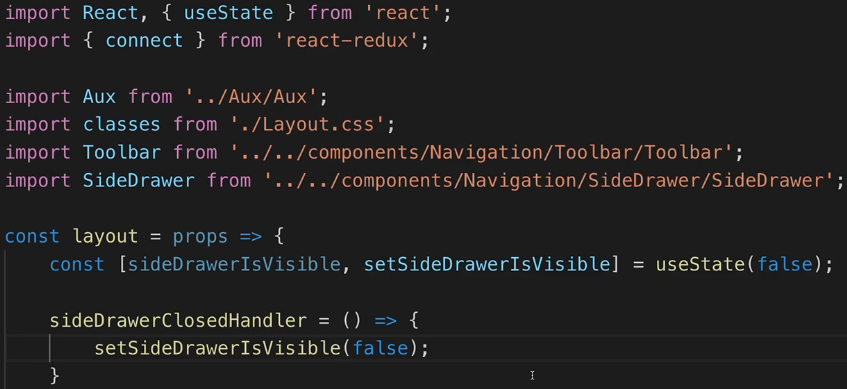 import React, { useState } from 'react';
import { connect } from 'react-redux';
import Aux from '../Aux/Aux';
import classes from './Layout.css';
import Toolbar from '../../components/Navigation/Toolbar/Toolbar';
import SideDrawer from '../../components/Navigation/SideDrawer/SideDrawer';
const layout = props => {
    const [sideDrawerIsVisible, setSideDrawerIsVisible] = useState(false);
    sideDrawerClosedHandler = () => {
        setSideDrawerIsVisible(false);
    }